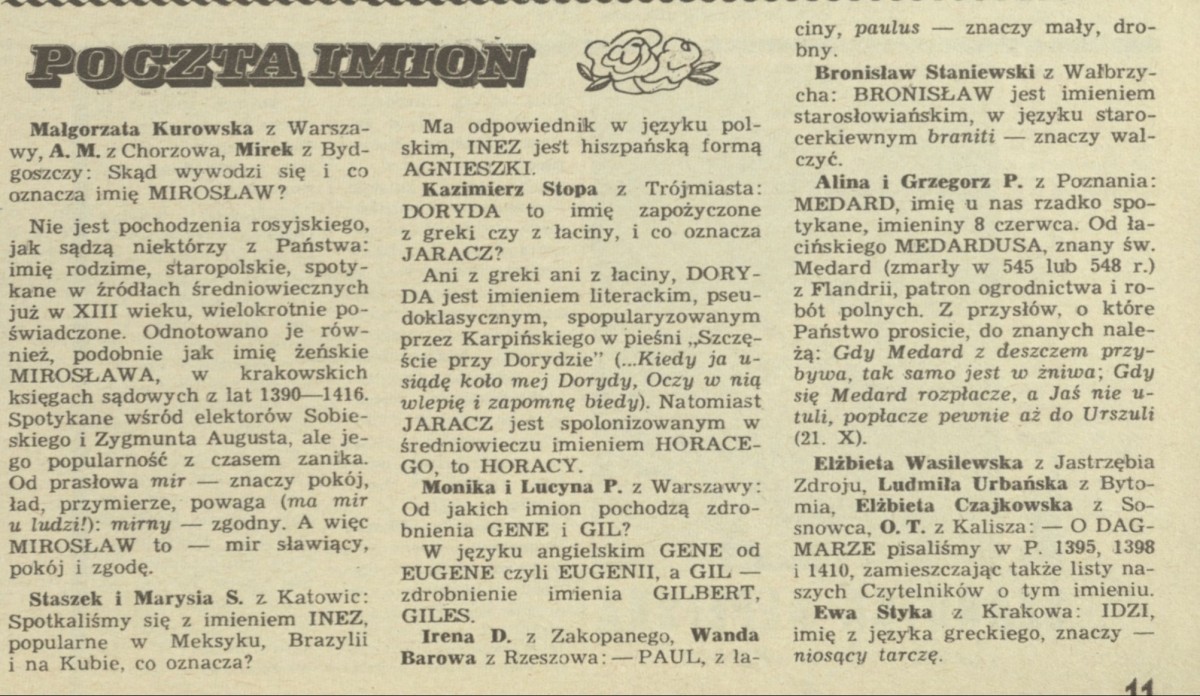 POCZTA IMION
Małgorzata Kurowska z Warsza-
wy, A. M. z Chorzowa, Mirek z Byd-
goszczy: Skąd wywodzi się i co
oznacza imię MIROSŁAW?
Nie jest pochodzenia rosyjskiego,
jak sądzą niektórzy z Państwa:
imię rodzime, staropolskie, spoty-
kane w źródłach średniowiecznych
już w XIII wieku, wielokrotnie po-
świadczone. Odnotowano je rów-
nież, podobnie jak imię żeńskie
MIROSŁAWA, w krakowskich
księgach sądowych z lat 1390—1416.
Spotykane wśród elektorów Sobie-
skiego i Zygmunta Augusta, ale je-
go popularność z czasem zanika.
Od prasłowa mir — znaczy pokój,
ład, przymierze, powaga (ma mir
u ludzi!): mirny — zgodny. A więc
MIROSŁAW to — mir sławiący,
pokój i zgodę.
Staszek i Marysia S. z Katowic:
Spotkaliśmy się z imieniem INEZ,
popularne w Meksyku, Brazylii
i na Kubie, co oznacza?
Ma odpowiednik w języku pol-
skim, INEZ jest hiszpańską formą
AGNIESZKI.
Kazimierz Stopa z Trójmiasta:
DORYDA to imię zapożyczone
z greki czy z łaciny, i co oznacza
JARACZ?
Ani z greki ani z łaciny, DORY-
DA jest imieniem literackim, pseu-
doklasycznym, spopularyzowanym
przez Karpińskiego w pieśni „Szczę-
ście przy Dorydzie" (...Kiedy ja u-
siądę koło mej Dorydy, Oczy w nią
wlepię i zapomnę biedy). Natomiast
JARACZ jest spolonizowanym w
średniowieczu imieniem HORACE-
GO, to HORACY.
Monika i Lucyna P. z Warszawy:
Od jakich imion pochodzą zdro-
bnienia GENE i GIL?
W języku angielskim GENE od
EUGENE czyli EUGENII, a GIL —
zdrobnienie imienia GILBERT,
GILES.
Irena D. z Zakopanego, Wanda
Barowa z Rzeszowa: — PAUL, z ła-
ciny, paulus — znaczy mały, dro-
bny.
Bronisław Staniewski z Wałbrzy-
cha: BRONISŁAW jest imieniem
starosłowiańskim, w języku staro-
cerkiewnym braniti — znaczy wal-
czyć.
Alina i Grzegorz P. z Poznania:
MEDARD, imię u nas rzadko spo-
tykane, imieniny 8 czerwca. Od ła-
cińskiego MEDARDUSA, znany św.
Medard (zmarły w 545 lub 548 r.)
z Flandrii, patron ogrodnictwa i ro-
bót polnych. Z przysłów, o które
Państwo prosicie, do znanych nale-
żą: Gdy Medard z deszczem przy-
bywa, tak samo jest w żniwa; Gdy
się Medard rozpłacze, a Jaś nie u-
tuli, popłacze pewnie aż do Urszuli
(21. X).
Elżbieta Wasilewska z Jastrzębia
Zdroju, Ludmiła Urbańska z Byto-
mia, Elżbieta Czajkowska z So-
snowca, O. T. z Kalisza: — O DAG-
MARZE pisaliśmy w P. 1395, 1398
i 1410, zamieszczając także listy na-
szych Czytelników o tym imieniu.
Ewa Styka z Krakowa: IDZI,
imię z języka greckiego, znaczy —
niosący tarczę.
11